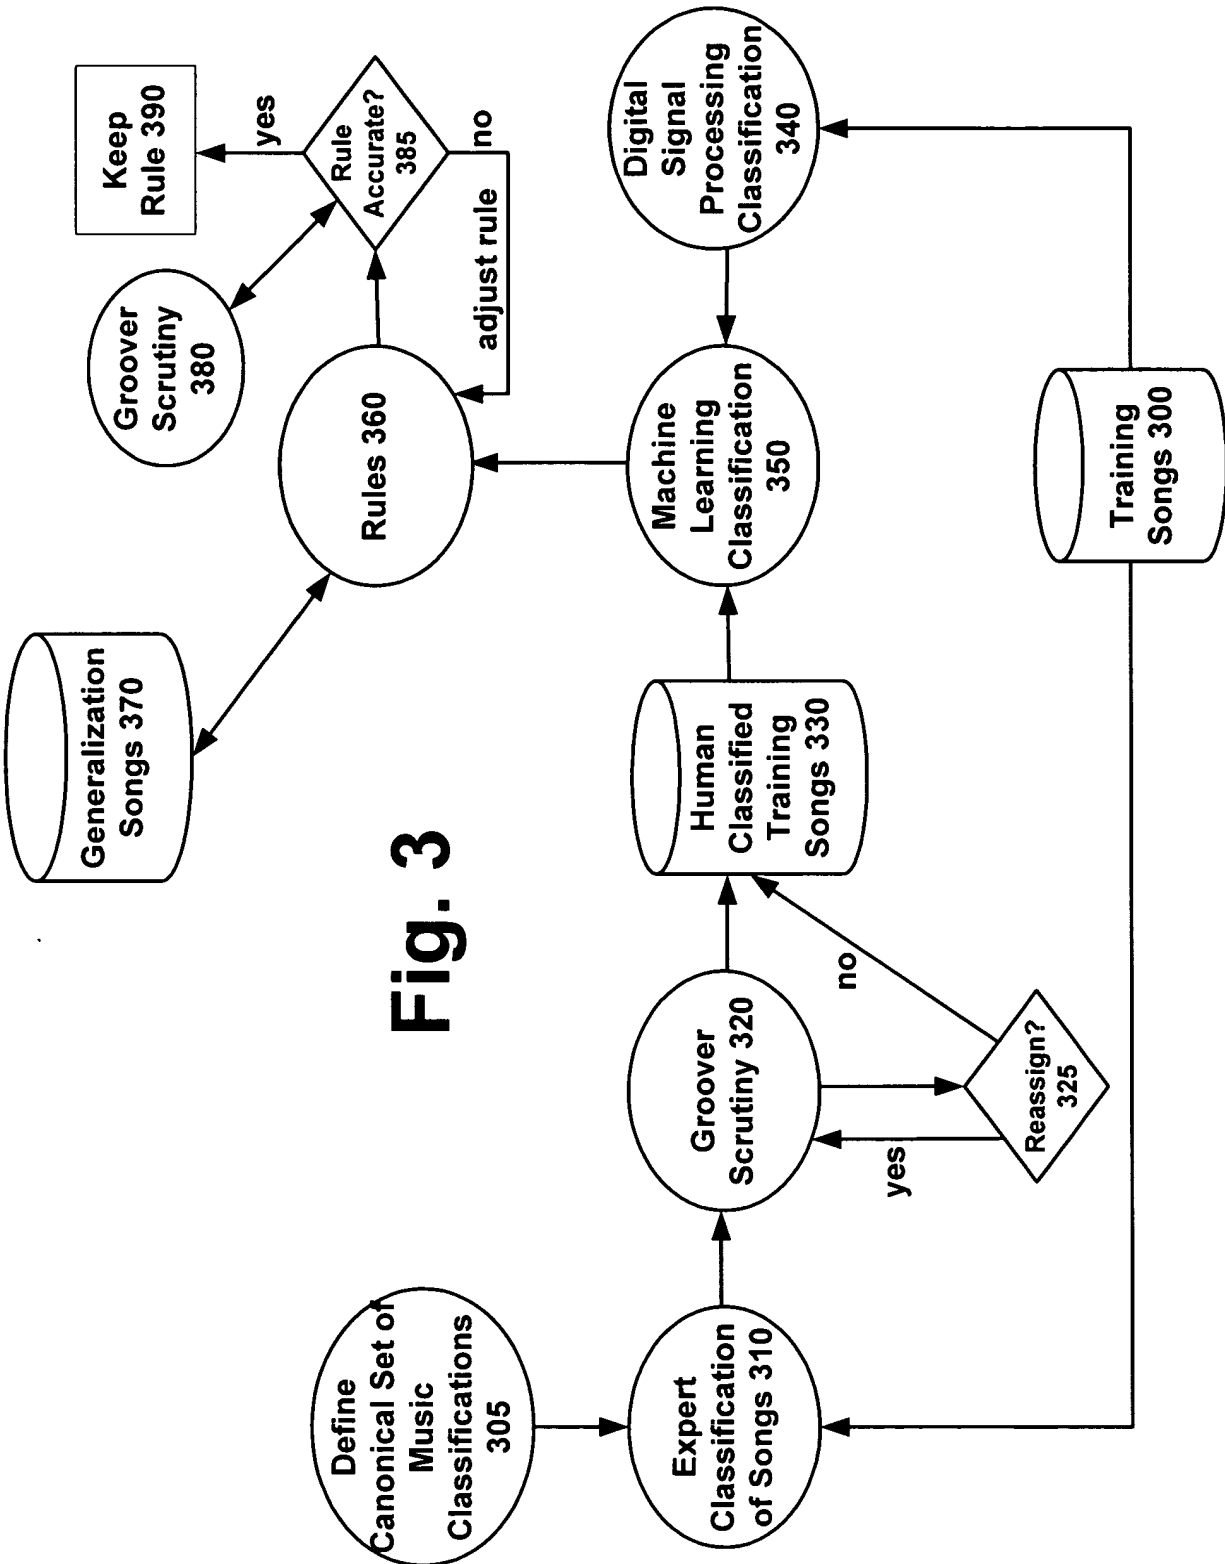 Define
Canonical Set of
Music
Classifications
305
Expert
Classification
of Songs 310
Groover
Scrutiny 320
yes
no
Reassign?
325
Human
Classified
Training
Songs 330
Fig. 3
Generalization
Songs 370
Machine
Learning
Classification
350
Rules 360
Groover
Scrutiny
380
adjust rule
Rule
Accurate?
385
yes
no
Keep
Rule 390
Digital
Signal
Processing
Classification
340
Training
Songs 300